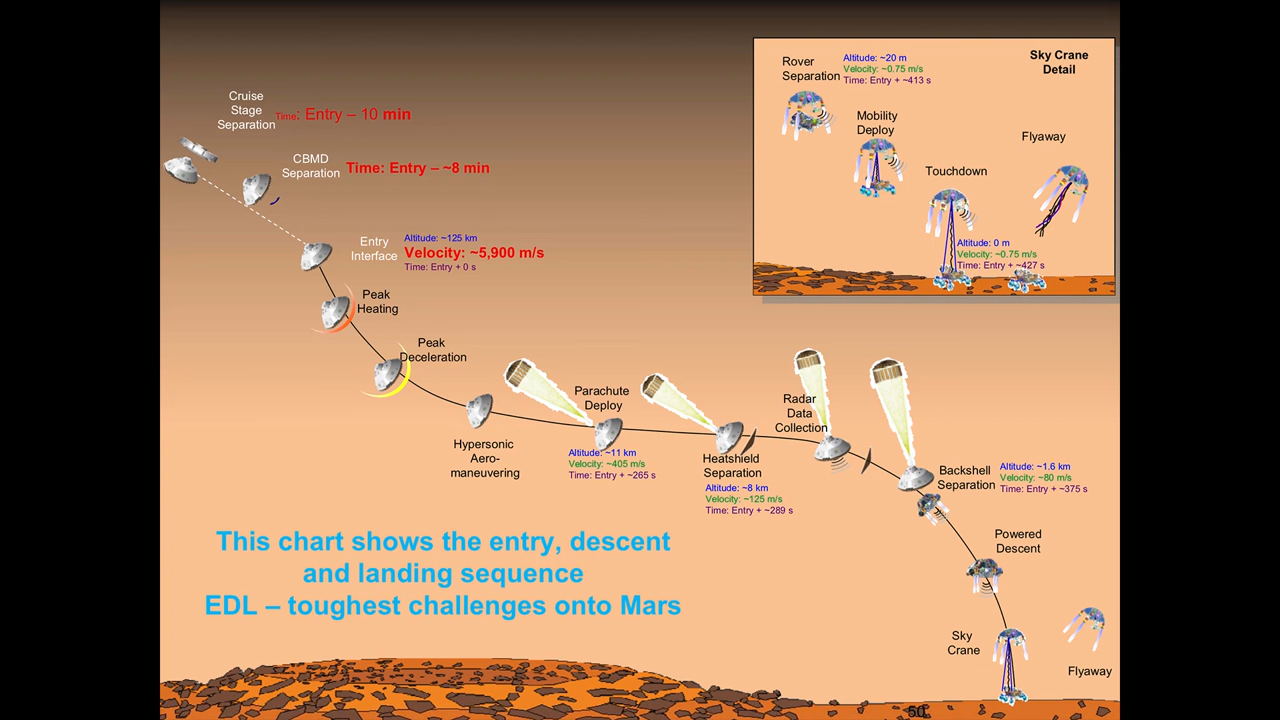 Cruise
Stage
Separation
Time: Entry – 10 min
CBMD
Separation
Time: Entry – ~8 min
Entry
Interface
Altitude: ~125 km
Velocity: ~5,900 m/s
Time: Entry + 0 s
Peak
Heating
Peak
Deceleration
Hypersonic
Aero-
maneuvering
Parachute
Deploy
Altitude: ~11 km
Velocity: ~405 m/s
Time: Entry + ~265 s
Heatshield
Separation
Altitude: ~8 km
Velocity: ~125 m/s
Time: Entry + ~289 s
Radar
Data
Collection
Backshell
Separation
Altitude: ~1.6 km
Velocity: ~80 m/s
Time: Entry + ~375 s
Powered
Descent
Sky
Crane
Flyaway
Sky Crane
Detail
Rover
Separation
Altitude: ~20 m
Velocity: ~0.75 m/s
Time: Entry + ~413 s
Mobility
Deploy
Touchdown
Altitude: 0 m
Velocity: ~0.75 m/s
Time: Entry + ~427 s
Flyaway
This chart shows the entry, descent
and landing sequence
EDL – toughest challenges onto Mars
50